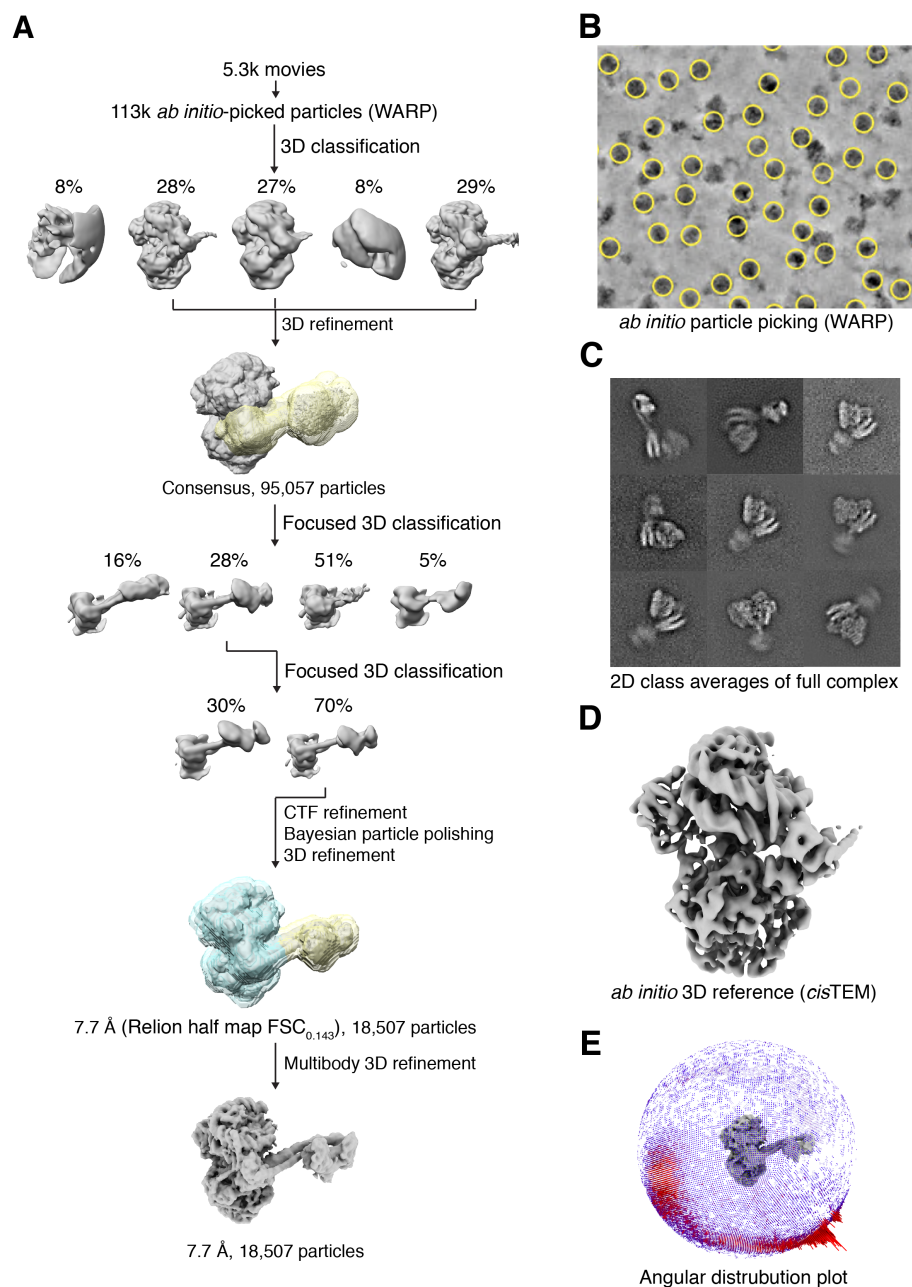 A
5.3k movies
113k ab initio-picked particles (WARP)
3D classification
8%
28%
27%
8%
29%
3D refinement
Consensus, 95,057 particles
Focused 3D classification
16%
28%
51%
5%
Focused 3D classification
30%
70%
CTF refinement
Bayesian particle polishing
3D refinement
7.7 Å (Relion half map FSC0.143), 18,507 particles
Multibody 3D refinement
7.7 Å, 18,507 particles
B
ab initio particle picking (WARP)
C
2D class averages of full complex
D
ab initio 3D reference (cisTEM)
E
Angular distrubution plot